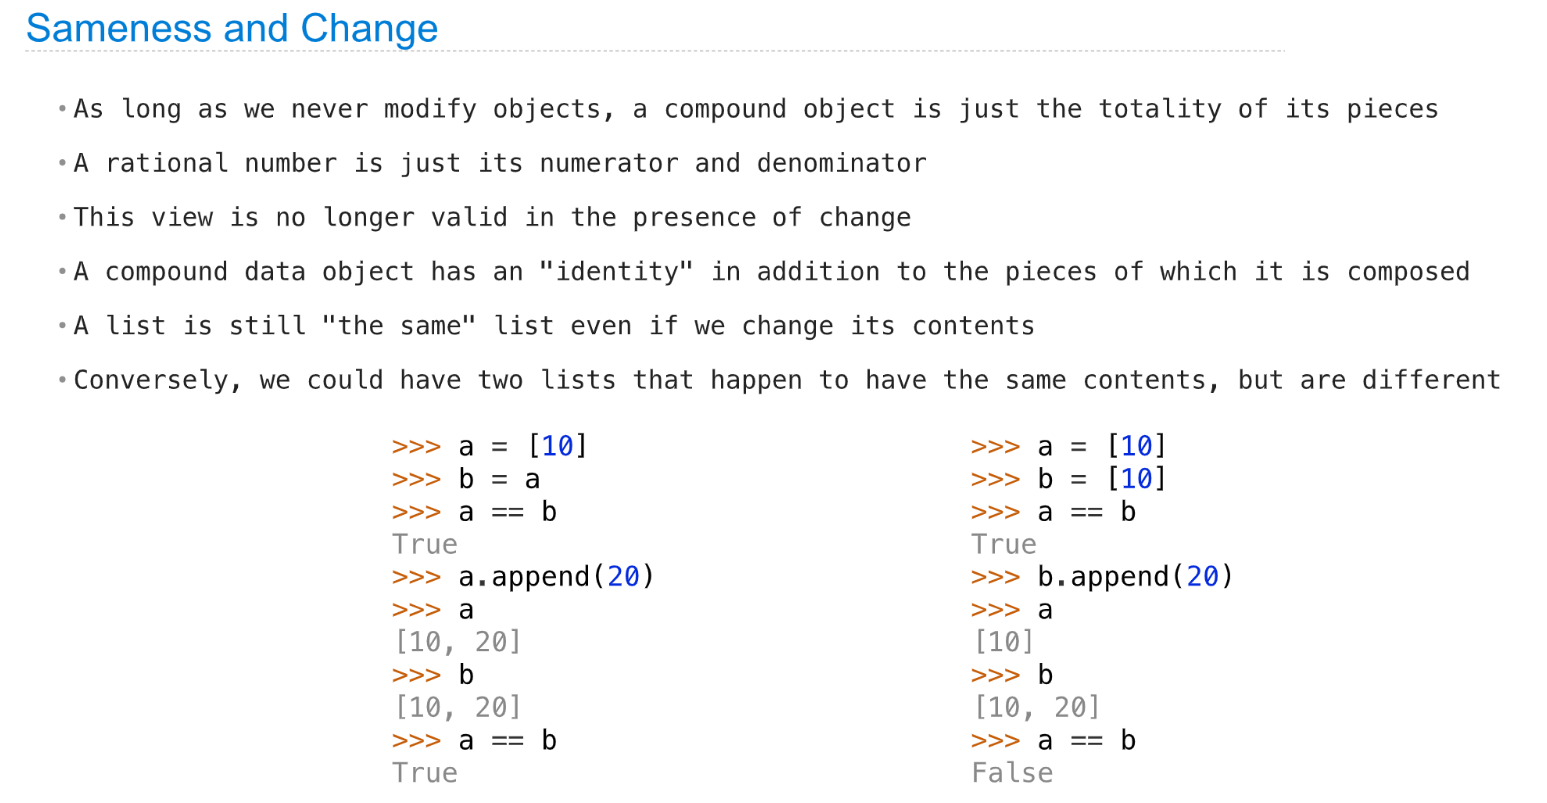 Sameness and Change
• As long as we never modify objects, a compound object is just the totality of its pieces
• A rational number is just its numerator and denominator
• This view is no longer valid in the presence of change
• A compound data object has an "identity" in addition to the pieces of which it is composed
• A list is still "the same" list even if we change its contents
• Conversely, we could have two lists that happen to have the same contents, but are different
>>> a = [10]
>>> b = a
>>> a == b
True
>>> a.append(20)
>>> a
[10, 20]
>>> b
[10, 20]
>>> a == b
True
>>> a = [10]
>>> b = [10]
>>> a == b
True
>>> b.append(20)
>>> a
[10]
>>> b
[10, 20]
>>> a == b
False